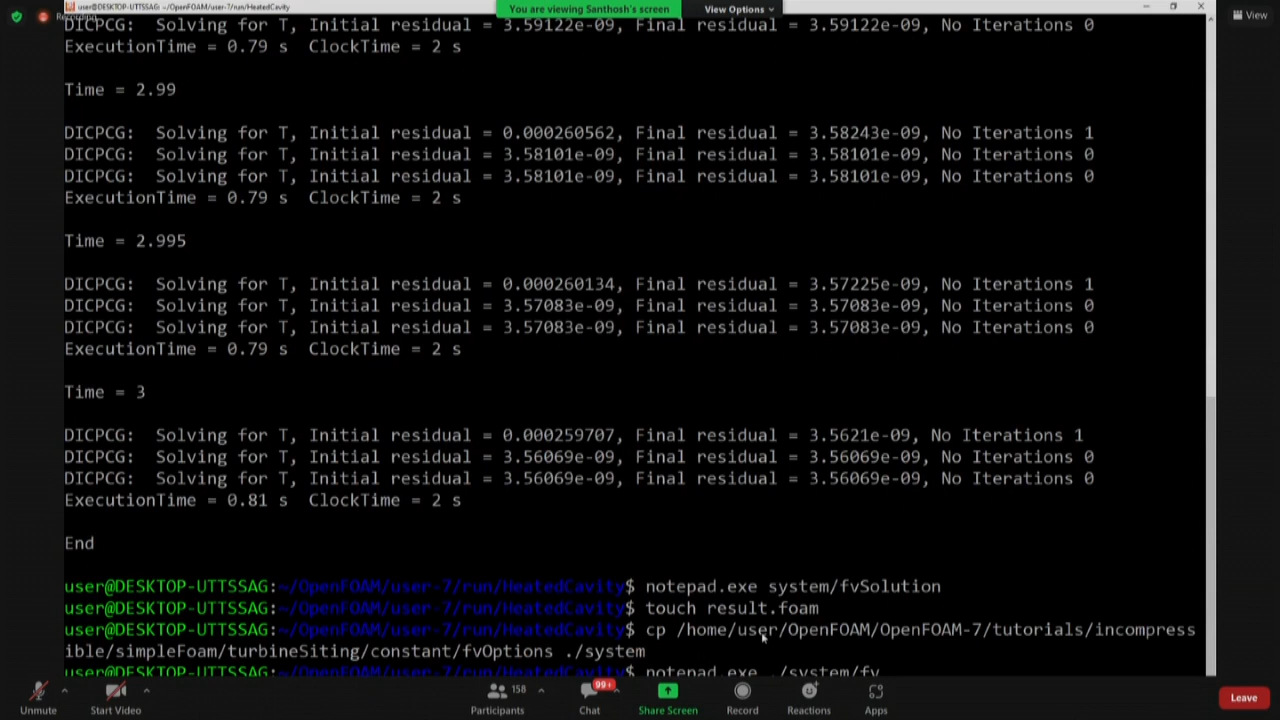 user@DESKTOP-UTTSSAG: ~/OpenFOAM/user-7/run/HeatedCavity
You are viewing Santhosh's screen
View Options
View
Recording
DICPCG:  Solving for T, Initial residual = 3.59122e-09, Final residual = 3.59122e-09, No Iterations 0
ExecutionTime = 0.79 s  ClockTime = 2 s
Time = 2.99
DICPCG:  Solving for T, Initial residual = 0.000260562, Final residual = 3.58243e-09, No Iterations 1
DICPCG:  Solving for T, Initial residual = 3.58101e-09, Final residual = 3.58101e-09, No Iterations 0
DICPCG:  Solving for T, Initial residual = 3.58101e-09, Final residual = 3.58101e-09, No Iterations 0
ExecutionTime = 0.79 s  ClockTime = 2 s
Time = 2.995
DICPCG:  Solving for T, Initial residual = 0.000260134, Final residual = 3.57225e-09, No Iterations 1
DICPCG:  Solving for T, Initial residual = 3.57083e-09, Final residual = 3.57083e-09, No Iterations 0
DICPCG:  Solving for T, Initial residual = 3.57083e-09, Final residual = 3.57083e-09, No Iterations 0
ExecutionTime = 0.79 s  ClockTime = 2 s
Time = 3
DICPCG:  Solving for T, Initial residual = 0.000259707, Final residual = 3.5621e-09, No Iterations 1
DICPCG:  Solving for T, Initial residual = 3.56069e-09, Final residual = 3.56069e-09, No Iterations 0
DICPCG:  Solving for T, Initial residual = 3.56069e-09, Final residual = 3.56069e-09, No Iterations 0
ExecutionTime = 0.81 s  ClockTime = 2 s
End
user@DESKTOP-UTTSSAG:~/OpenFOAM/user-7/run/HeatedCavity$ notepad.exe system/fvSolution
user@DESKTOP-UTTSSAG:~/OpenFOAM/user-7/run/HeatedCavity$ touch result.foam
user@DESKTOP-UTTSSAG:~/OpenFOAM/user-7/run/HeatedCavity$ cp /home/user/OpenFOAM/OpenFOAM-7/tutorials/incompress
ible/simpleFoam/turbineSiting/constant/fvOptions ./system
user@DESKTOP-UTTSSAG:~/OpenFOAM/user-7/run/HeatedCavity$ notepad.exe ./system/fv
Unmute
Start Video
158
Participants
99+
Chat
Share Screen
Record
Reactions
Apps
Leave